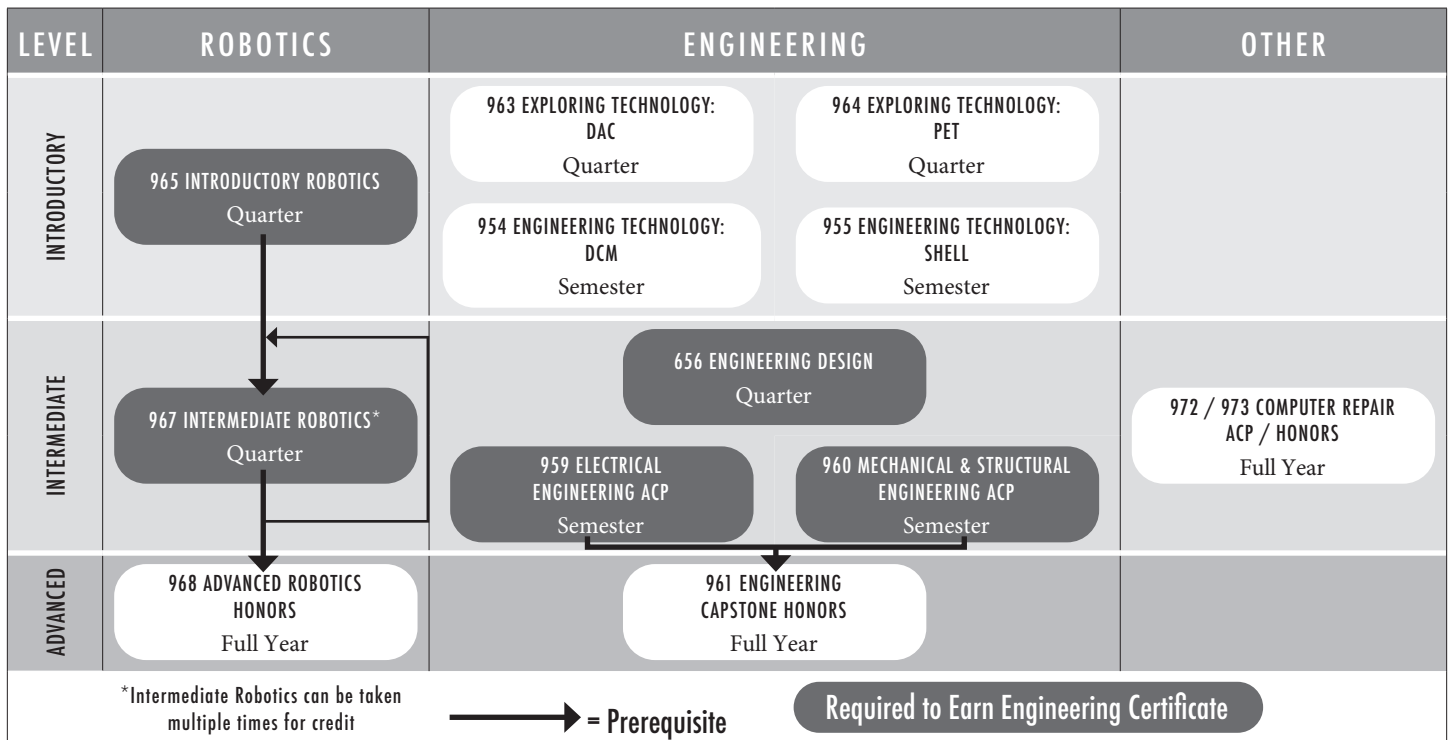 LEVEL
ROBOTICS
ENGINEERING
OTHER
INTRODUCTORY
965 INTRODUCTORY ROBOTICS
Quarter
963 EXPLORING TECHNOLOGY:
DAC
Quarter
964 EXPLORING TECHNOLOGY:
PET
Quarter
954 ENGINEERING TECHNOLOGY:
DCM
Semester
955 ENGINEERING TECHNOLOGY:
SHELL
Semester
INTERMEDIATE
967 INTERMEDIATE ROBOTICS*
Quarter
656 ENGINEERING DESIGN
Quarter
959 ELECTRICAL
ENGINEERING ACP
Semester
960 MECHANICAL & STRUCTURAL
ENGINEERING ACP
Semester
972 / 973 COMPUTER REPAIR
ACP / HONORS
Full Year
ADVANCED
968 ADVANCED ROBOTICS
HONORS
Full Year
961 ENGINEERING
CAPSTONE HONORS
Full Year
*Intermediate Robotics can be taken
multiple times for credit
= Prerequisite
Required to Earn Engineering Certificate